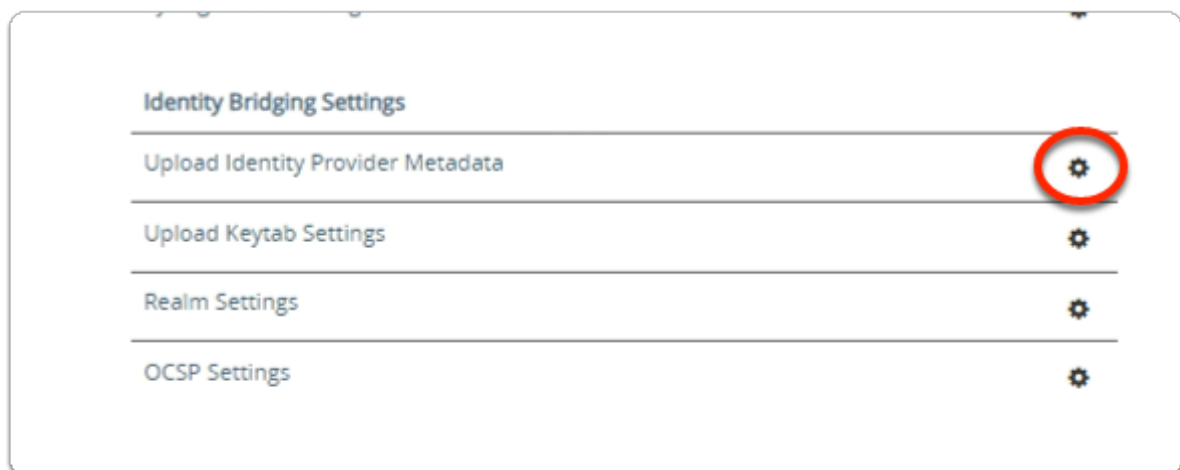 Identity Bridging Settings
Upload Identity Provider Metadata
Upload Keytab Settings
Realm Settings
OCSP Settings